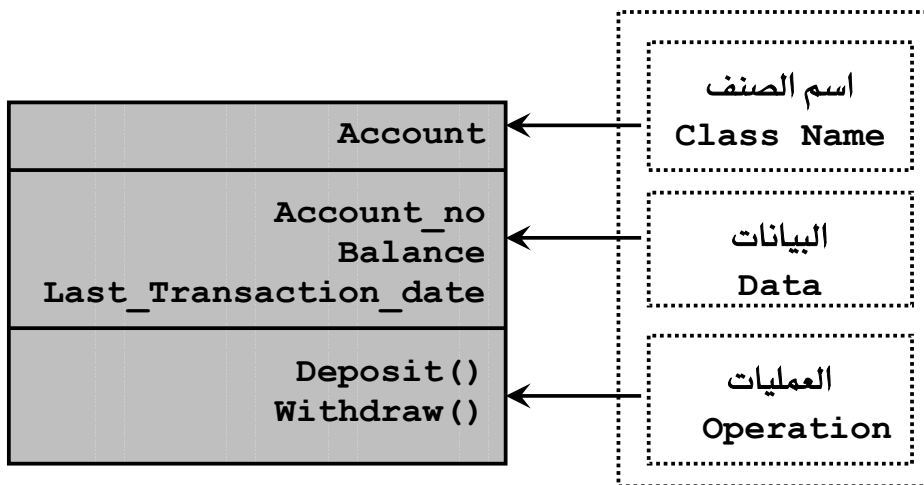 Account
Account_no
Balance
Last_Transaction_date
Deposit()
Withdraw()
اسم الصنف
Class Name
البيانات
Data
العمليات
Operation